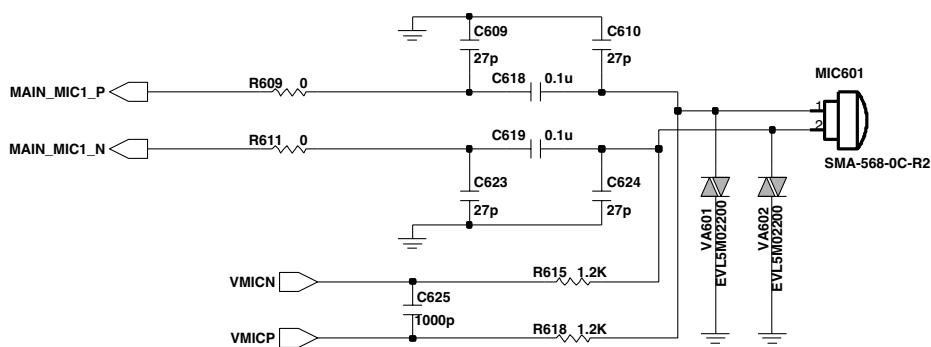 C609
27p
C610
27p
MIC601
R609 0
C618 0.1u
MAIN_MIC1_P
1
2
R611 0
C619 0.1u
MAIN_MIC1_N
SMA-568-0C-R2
C623
27p
C624
27p
VA601
EVL5M02200
VA602
EVL5M02200
R615 1.2K
VMICN
C625
1000p
R618 1.2K
VMICP